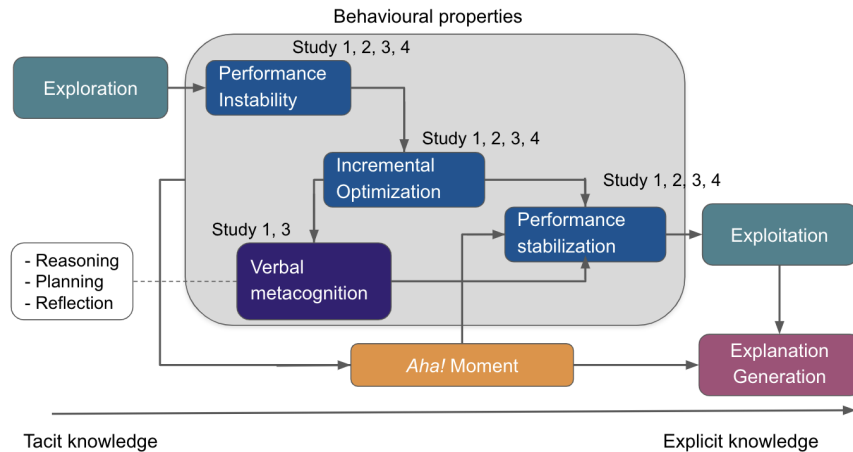 Behavioural properties
Study 1, 2, 3, 4
Exploration
Performance
Instability
Study 1, 2, 3, 4
Incremental
Optimization
Study 1, 2, 3, 4
Study 1, 3
Performance
stabilization
Exploitation
- Reasoning
- Planning
- Reflection
Verbal
metacognition
Aha! Moment
Explanation
Generation
Tacit knowledge
Explicit knowledge